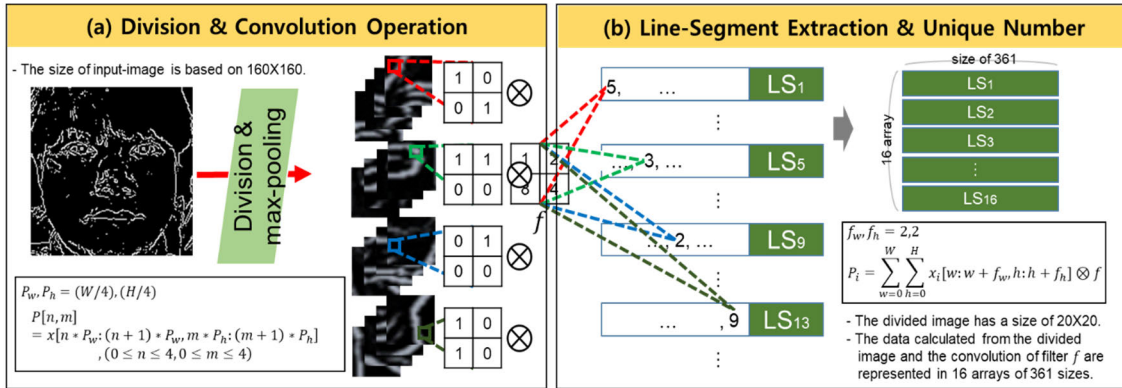 (a) Division & Convolution Operation
- The size of input-image is based on 160X160.
Division &
max-pooling
P_w, P_h = (W/4), (H/4)
P[n, m]
= x[n * P_w: (n + 1) * P_w, m * P_h: (m + 1) * P_h]
, (0 ≤ n ≤ 4, 0 ≤ m ≤ 4)
1 0
0 1
⊗
1 1
0 0
⊗
0 1
0 0
⊗
0 0
1 0
⊗
1 2
8 4
f
(b) Line-Segment Extraction & Unique Number
5, ... LS1
⋮ ⋮
..., 3, ... LS5
⋮ ⋮
..., 2, ... LS9
⋮ ⋮
... , 9 LS13
⋮ ⋮
size of 361
16 array
LS1
LS2
LS3
⋮
LS16
f_w, f_h = 2,2
P_i = ∑_{w=0}^{W} ∑_{h=0}^{H} x_i[w: w + f_w, h: h + f_h] ⊗ f
- The divided image has a size of 20X20.
- The data calculated from the divided
image and the convolution of filter f are
represented in 16 arrays of 361 sizes.